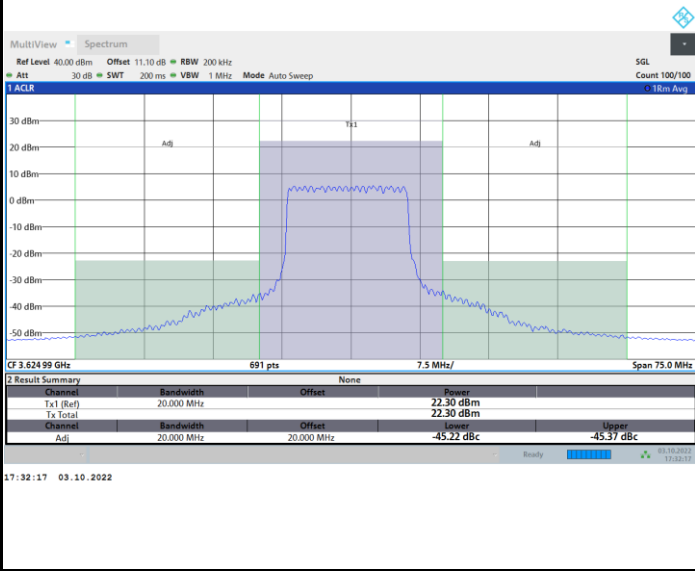 MultiView Spectrum
Ref Level 40.00 dBm Offset 11.10 dB RBW 200 kHz SGL
Att 30 dB SWT 200 ms VBW 1 MHz Mode Auto Sweep Count 100/100
1 ACLR 1Rm Avg
30 dBm
Tx1
Adj Adj
20 dBm
10 dBm
0 dBm
-10 dBm
-20 dBm
-30 dBm
-40 dBm
-50 dBm
CF 3.624 99 GHz 691 pts 7.5 MHz/ Span 75.0 MHz
2 Result Summary None
Channel Bandwidth Offset Power
Tx1 (Ref) 20.000 MHz 22.30 dBm
Tx Total 22.30 dBm
Channel Bandwidth Offset Lower Upper
Adj 20.000 MHz 20.000 MHz -45.22 dBc -45.37 dBc
Ready 03.10.2022
17:32:17
17:32:17 03.10.2022